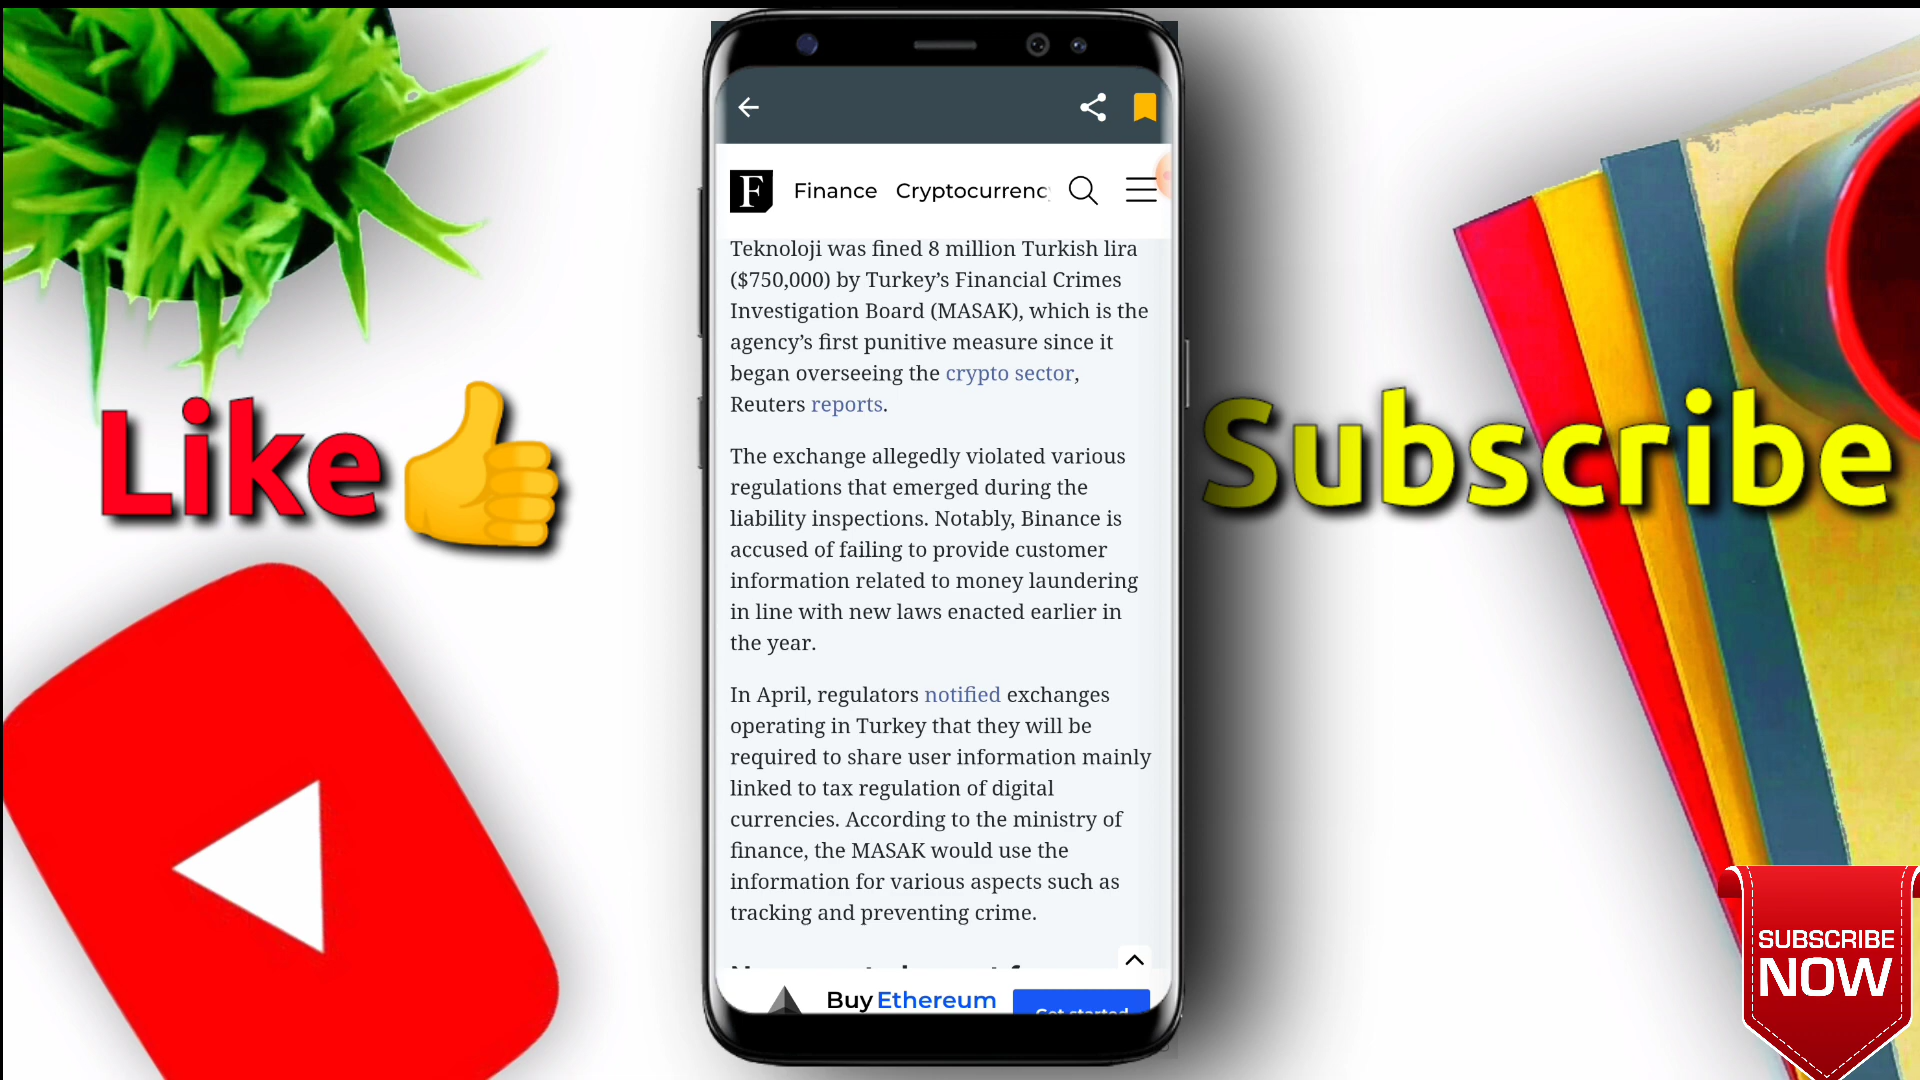 F Finance Cryptocurrenc
Teknoloji was fined 8 million Turkish lira
($750,000) by Turkey’s Financial Crimes
Investigation Board (MASAK), which is the
agency’s first punitive measure since it
began overseeing the crypto sector,
Reuters reports.
The exchange allegedly violated various
regulations that emerged during the
liability inspections. Notably, Binance is
accused of failing to provide customer
information related to money laundering
in line with new laws enacted earlier in
the year.
In April, regulators notified exchanges
operating in Turkey that they will be
required to share user information mainly
linked to tax regulation of digital
currencies. According to the ministry of
finance, the MASAK would use the
information for various aspects such as
tracking and preventing crime.
Buy Ethereum
Get started
Like
Subscribe
SUBSCRIBE
NOW